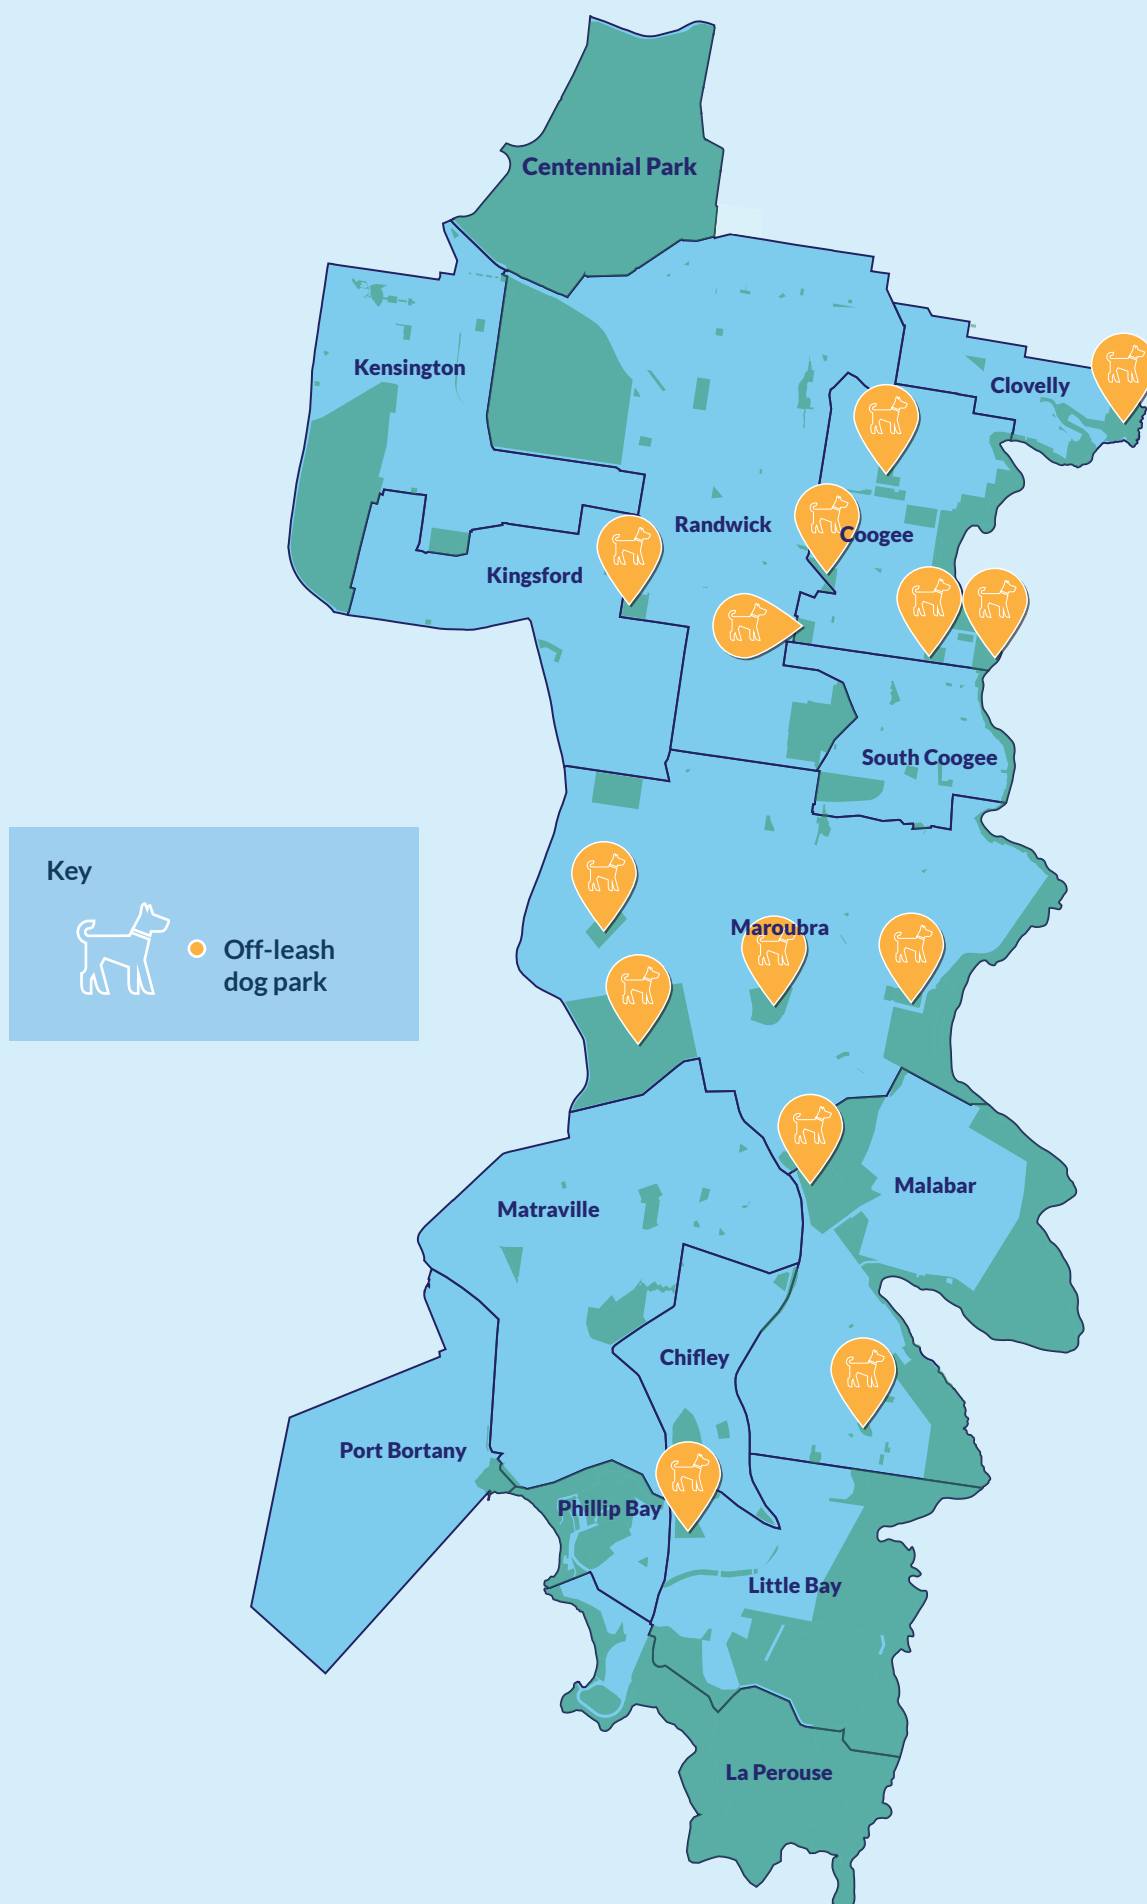 Centennial Park
Kensington
Clovelly
Randwick
Coogee
Kingsford
South Coogee
Key
Off-leash
dog park
Maroubra
Malabar
Matraville
Chifley
Port Bortany
Phillip Bay
Little Bay
La Perouse